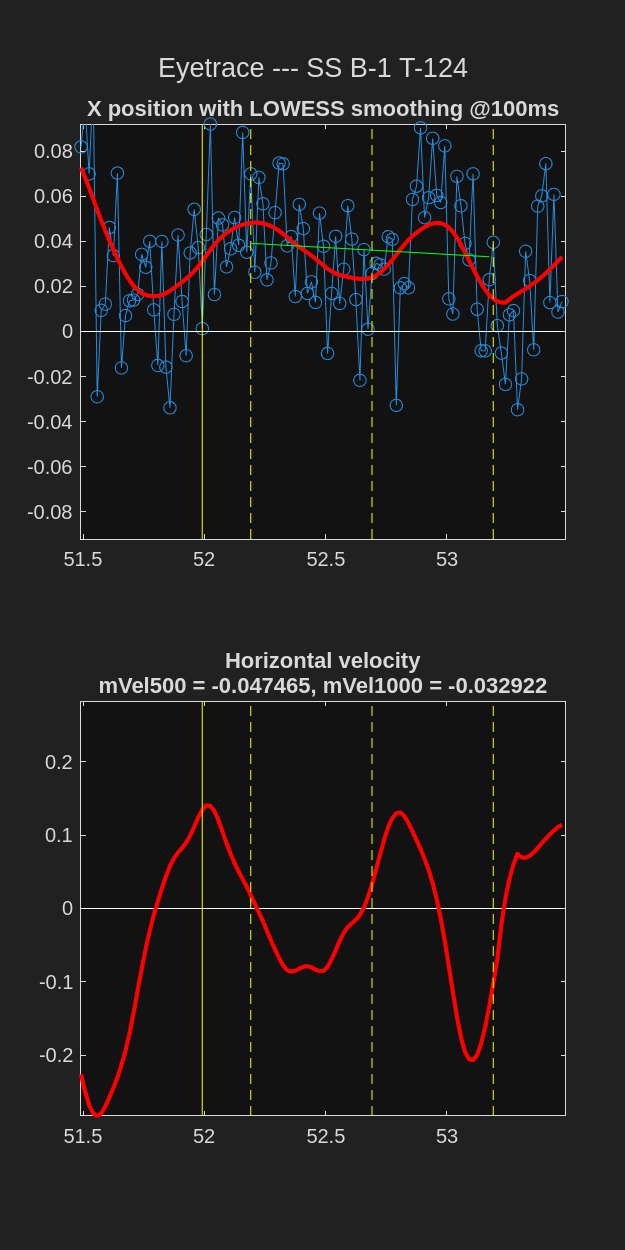 Eyetrace --- SS B-1 T-124
X position with LOWESS smoothing @100ms
0.08
0.06
0.04
0.02
0
-0.02
-0.04
-0.06
-0.08
51.5 52 52.5 53
Horizontal velocity
mVel500 = -0.047465, mVel1000 = -0.032922
0.2
0.1
0
-0.1
-0.2
51.5 52 52.5 53